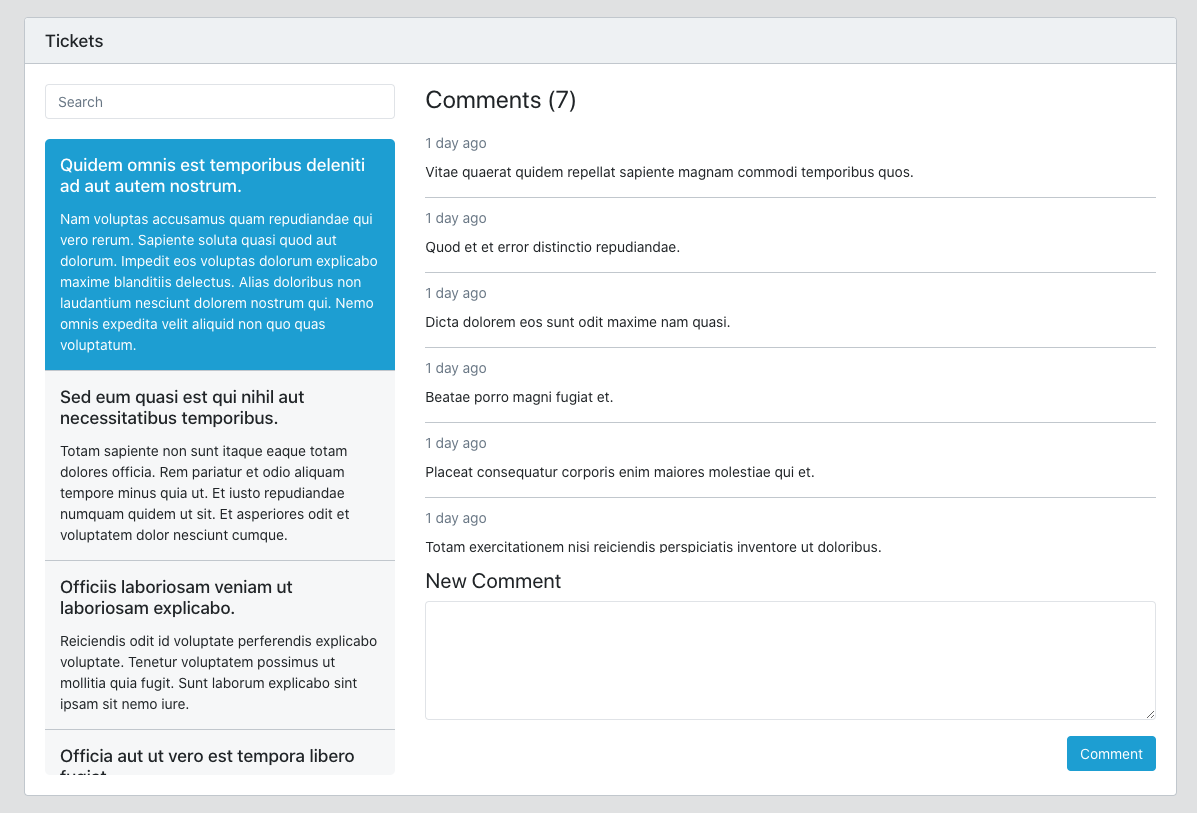 Tickets
Search
Quidem omnis est temporibus deleniti
ad aut autem nostrum.
Nam voluptas accusamus quam repudiandae qui
vero rerum. Sapiente soluta quasi quod aut
dolorum. Impedit eos voluptas dolorum explicabo
maxime blanditiis delectus. Alias doloribus non
laudantium nesciunt dolorem nostrum qui. Nemo
omnis expedita velit aliquid non quo quas
voluptatum.
Sed eum quasi est qui nihil aut
necessitatibus temporibus.
Totam sapiente non sunt itaque eaque totam
dolores officia. Rem pariatur et odio aliquam
tempore minus quia ut. Et iusto repudiandae
numquam quidem ut sit. Et asperiores odit et
voluptatem dolor nesciunt cumque.
Officiis laboriosam veniam ut
laboriosam explicabo.
Reiciendis odit id voluptate perferendis explicabo
voluptate. Tenetur voluptatem possimus ut
mollitia quia fugit. Sunt laborum explicabo sint
ipsam sit nemo iure.
Officia aut ut vero est tempora libero
Comments (7)
1 day ago
Vitae quaerat quidem repellat sapiente magnam commodi temporibus quos.
1 day ago
Quod et et error distinctio repudiandae.
1 day ago
Dicta dolorem eos sunt odit maxime nam quasi.
1 day ago
Beatae porro magni fugiat et.
1 day ago
Placeat consequatur corporis enim maiores molestiae qui et.
1 day ago
Totam exercitationem nisi reiciendis perspiciatis inventore ut doloribus.
New Comment
Comment